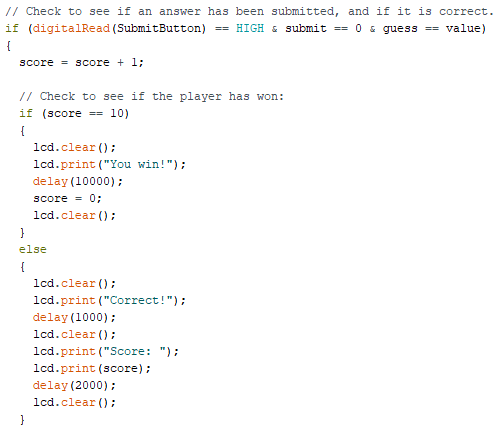 // Check to see if an answer has been submitted, and if it is correct.
if (digitalRead(SubmitButton) == HIGH & submit == 0 & guess == value)
{
  score = score + 1;

  // Check to see if the player has won:
  if (score == 10)
  {
    lcd.clear();
    lcd.print("You win!");
    delay(10000);
    score = 0;
    lcd.clear();
  }
  else
  {
    lcd.clear();
    lcd.print("Correct!");
    delay(1000);
    lcd.clear();
    lcd.print("Score: ");
    lcd.print(score);
    delay(2000);
    lcd.clear();
  }